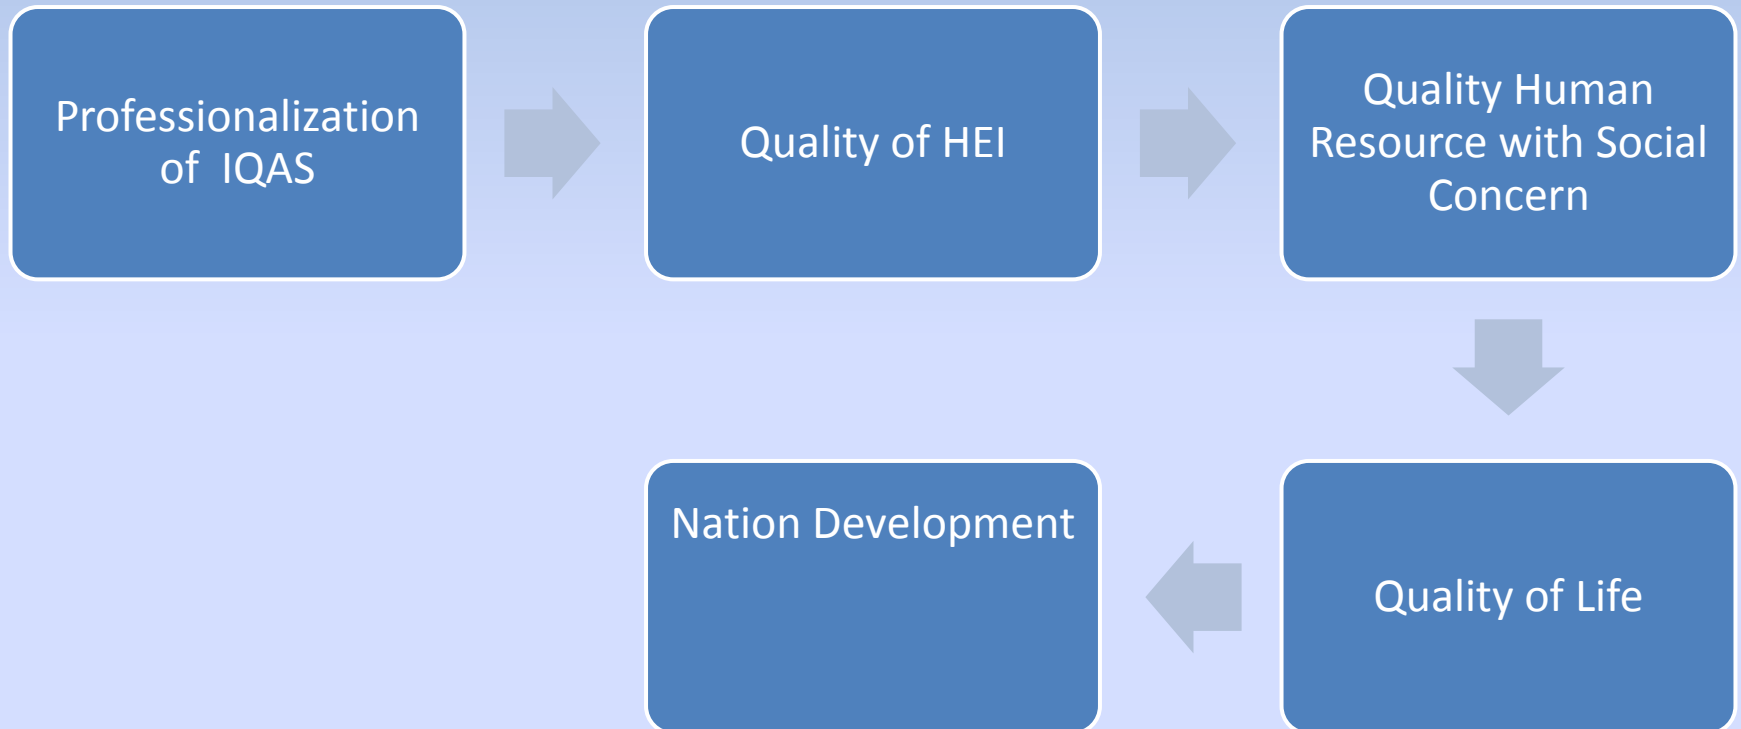 Professionalization
of IQAS
Quality of HEI
Quality Human
Resource with Social
Concern
Quality of Life
Nation Development